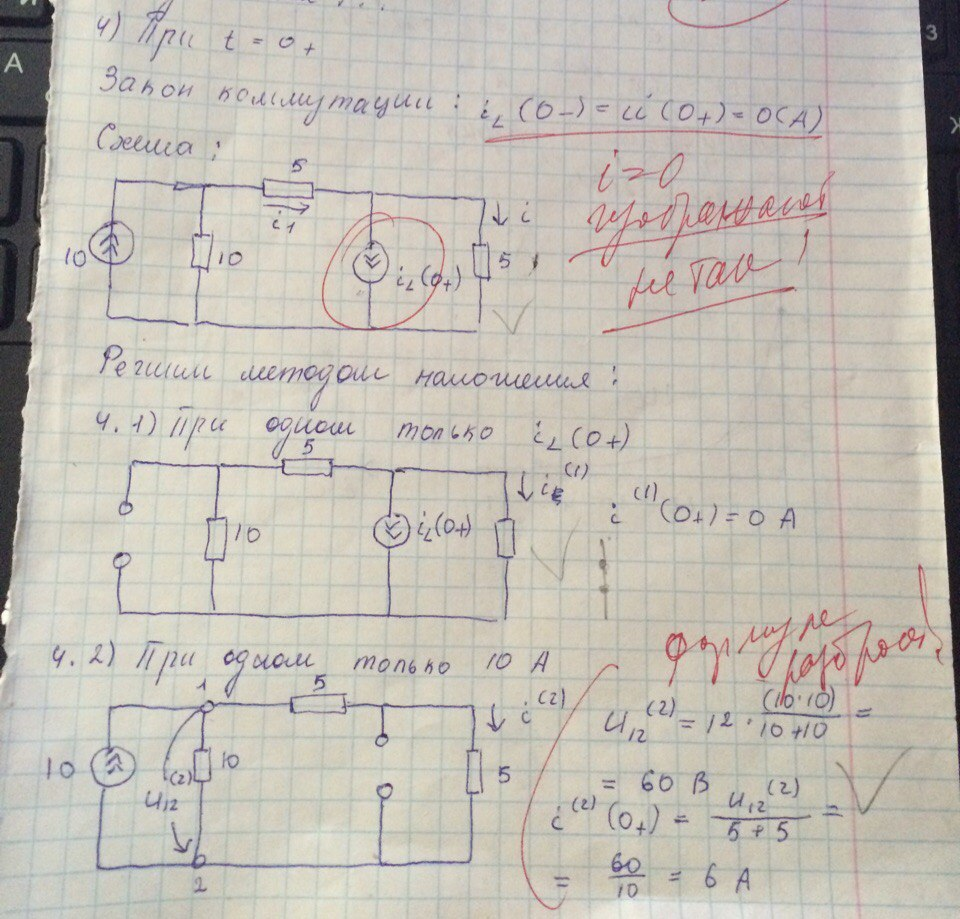 4) При t = 0+
Закон коммутации: iL(0-) = iL(0+) = 0(А)
Схема:
5
i1
i
10
10
iL(0+)
5
i=0
не так!
Решим методом наложения:
4.1) При одном только iL(0+)
5
10
iL(0+)
i(1)
i(1)(0+) = 0 А
4.2) При одном только 10 А
формуле
1
5
i(2)
10
10
U12(2)
5
2
U12(2) = 12 · (10·10)/(10+10) =
= 60 В
i(2)(0+) = U12(2)/(5+5) =
= 60/10 = 6 А
З
А